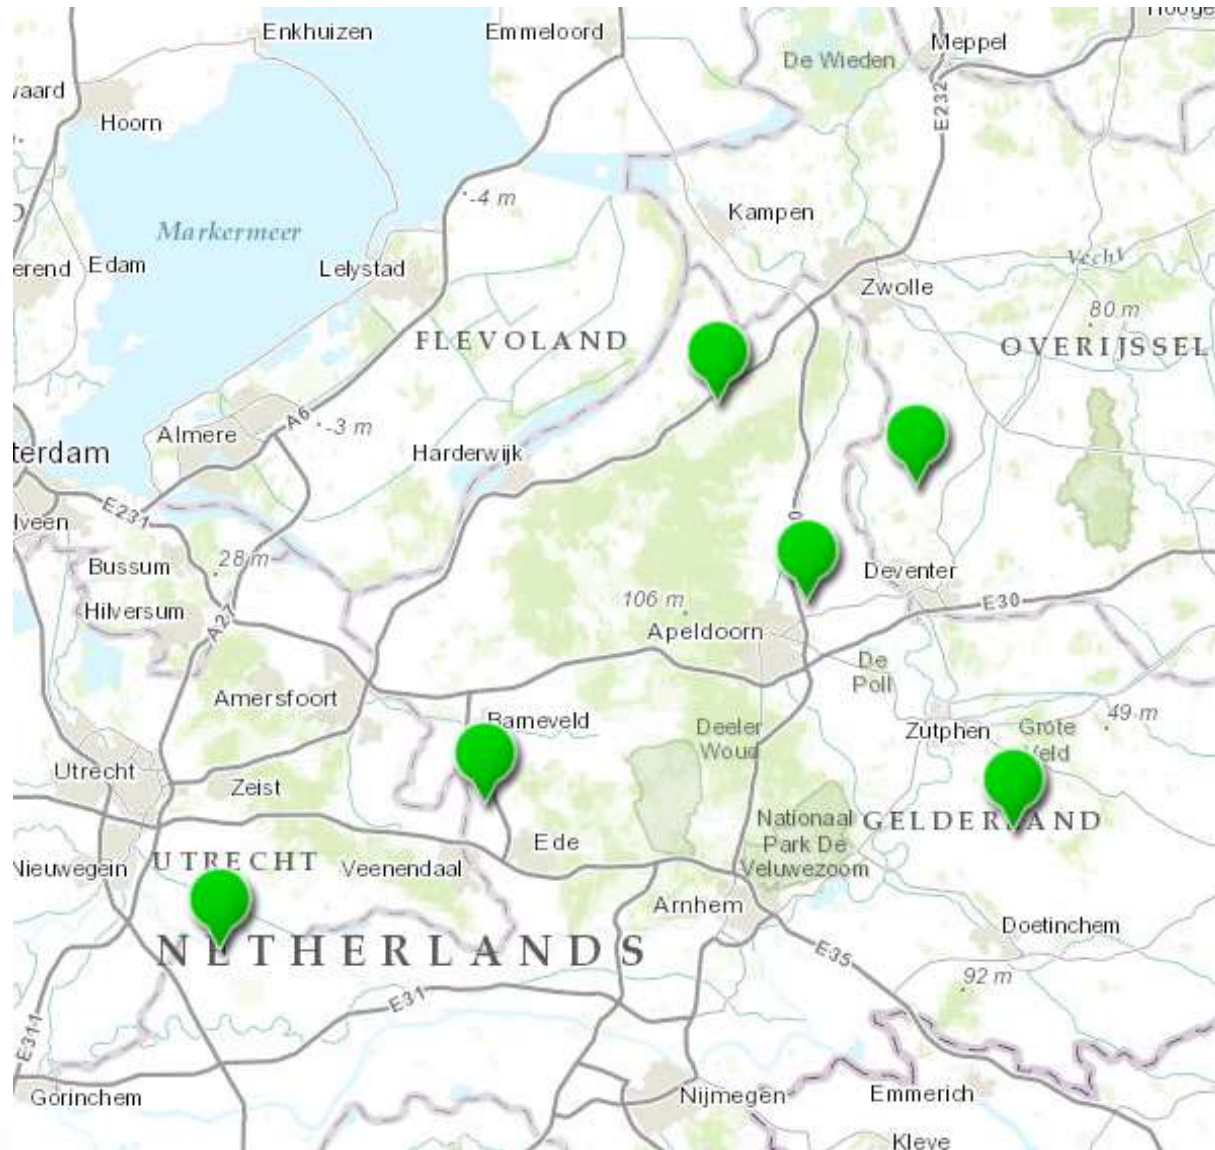 Enkhuizen
Emmeloord
Meppel
De Wieden
Hoorn
E232
-4 m
Kampen
Markermeer
Edam
Lelystad
Vecht
Zwolle
80 m
FLEVOLAND
OVERIJSSEL
A6
-3 m
Almere
Harderwijk
terdam
E231
lveen
Bussum
28 m
Deventer
Hilversum
106 m
E30
A27
Apeldoorn
De
Poll
Amersfoort
Barneveld
Deeler
Woud
49 m
Zutphen
Grote
Veld
Utrecht
Zeist
Nationaal
Park De
Veluwezoom
GELDERLAND
Ede
Nieuwegein
UTRECHT
Veenendaal
Arnhem
Doetinchem
NETHERLANDS
E35
92 m
E31
E311
Gorinchem
Nijmegen
Emmerich
Kleve